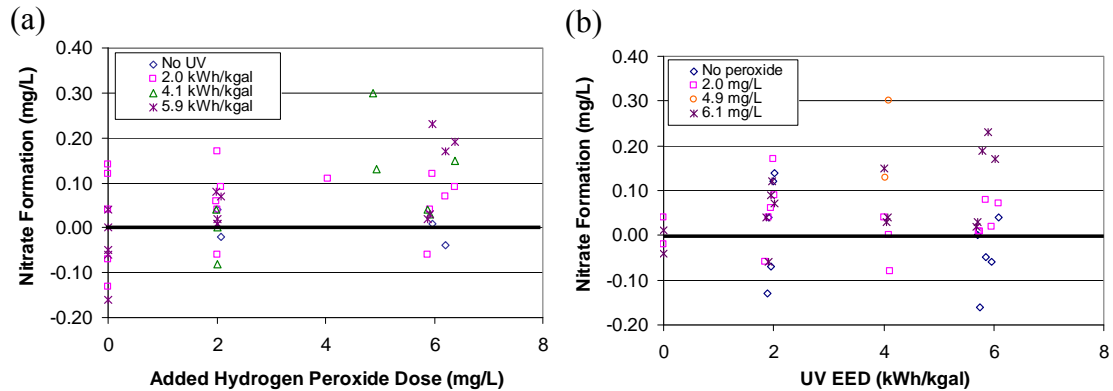 (a)
0.40
0.30
0.20
0.10
0.00
-0.10
-0.20
Nitrate Formation (mg/L)
No UV
2.0 kWh/kgal
4.1 kWh/kgal
5.9 kWh/kgal
0 2 4 6 8
Added Hydrogen Peroxide Dose (mg/L)
(b)
0.40
0.30
0.20
0.10
0.00
-0.10
-0.20
Nitrate Formation (mg/L)
No peroxide
2.0 mg/L
4.9 mg/L
6.1 mg/L
0 2 4 6 8
UV EED (kWh/kgal)